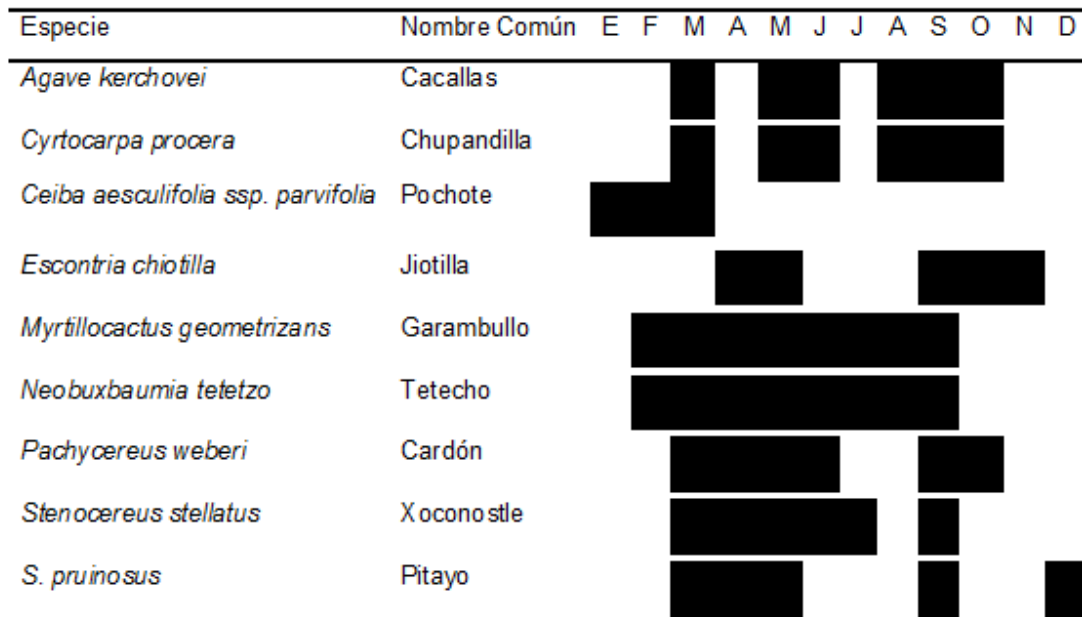 Especie Nombre Común E F M A M J J A S O N D
Agave kerchovei Cacallas
Cyrtocarpa procera Chupandilla
Ceiba aesculifolia ssp. parvifolia Pochote
Escontria chiotilla Jiotilla
Myrtillocactus geometrizans Garambullo
Neobuxbaumia tetetzo Tetecho
Pachycereus weberi Cardón
Stenocereus stellatus Xoconostle
S. pruinosus Pitayo